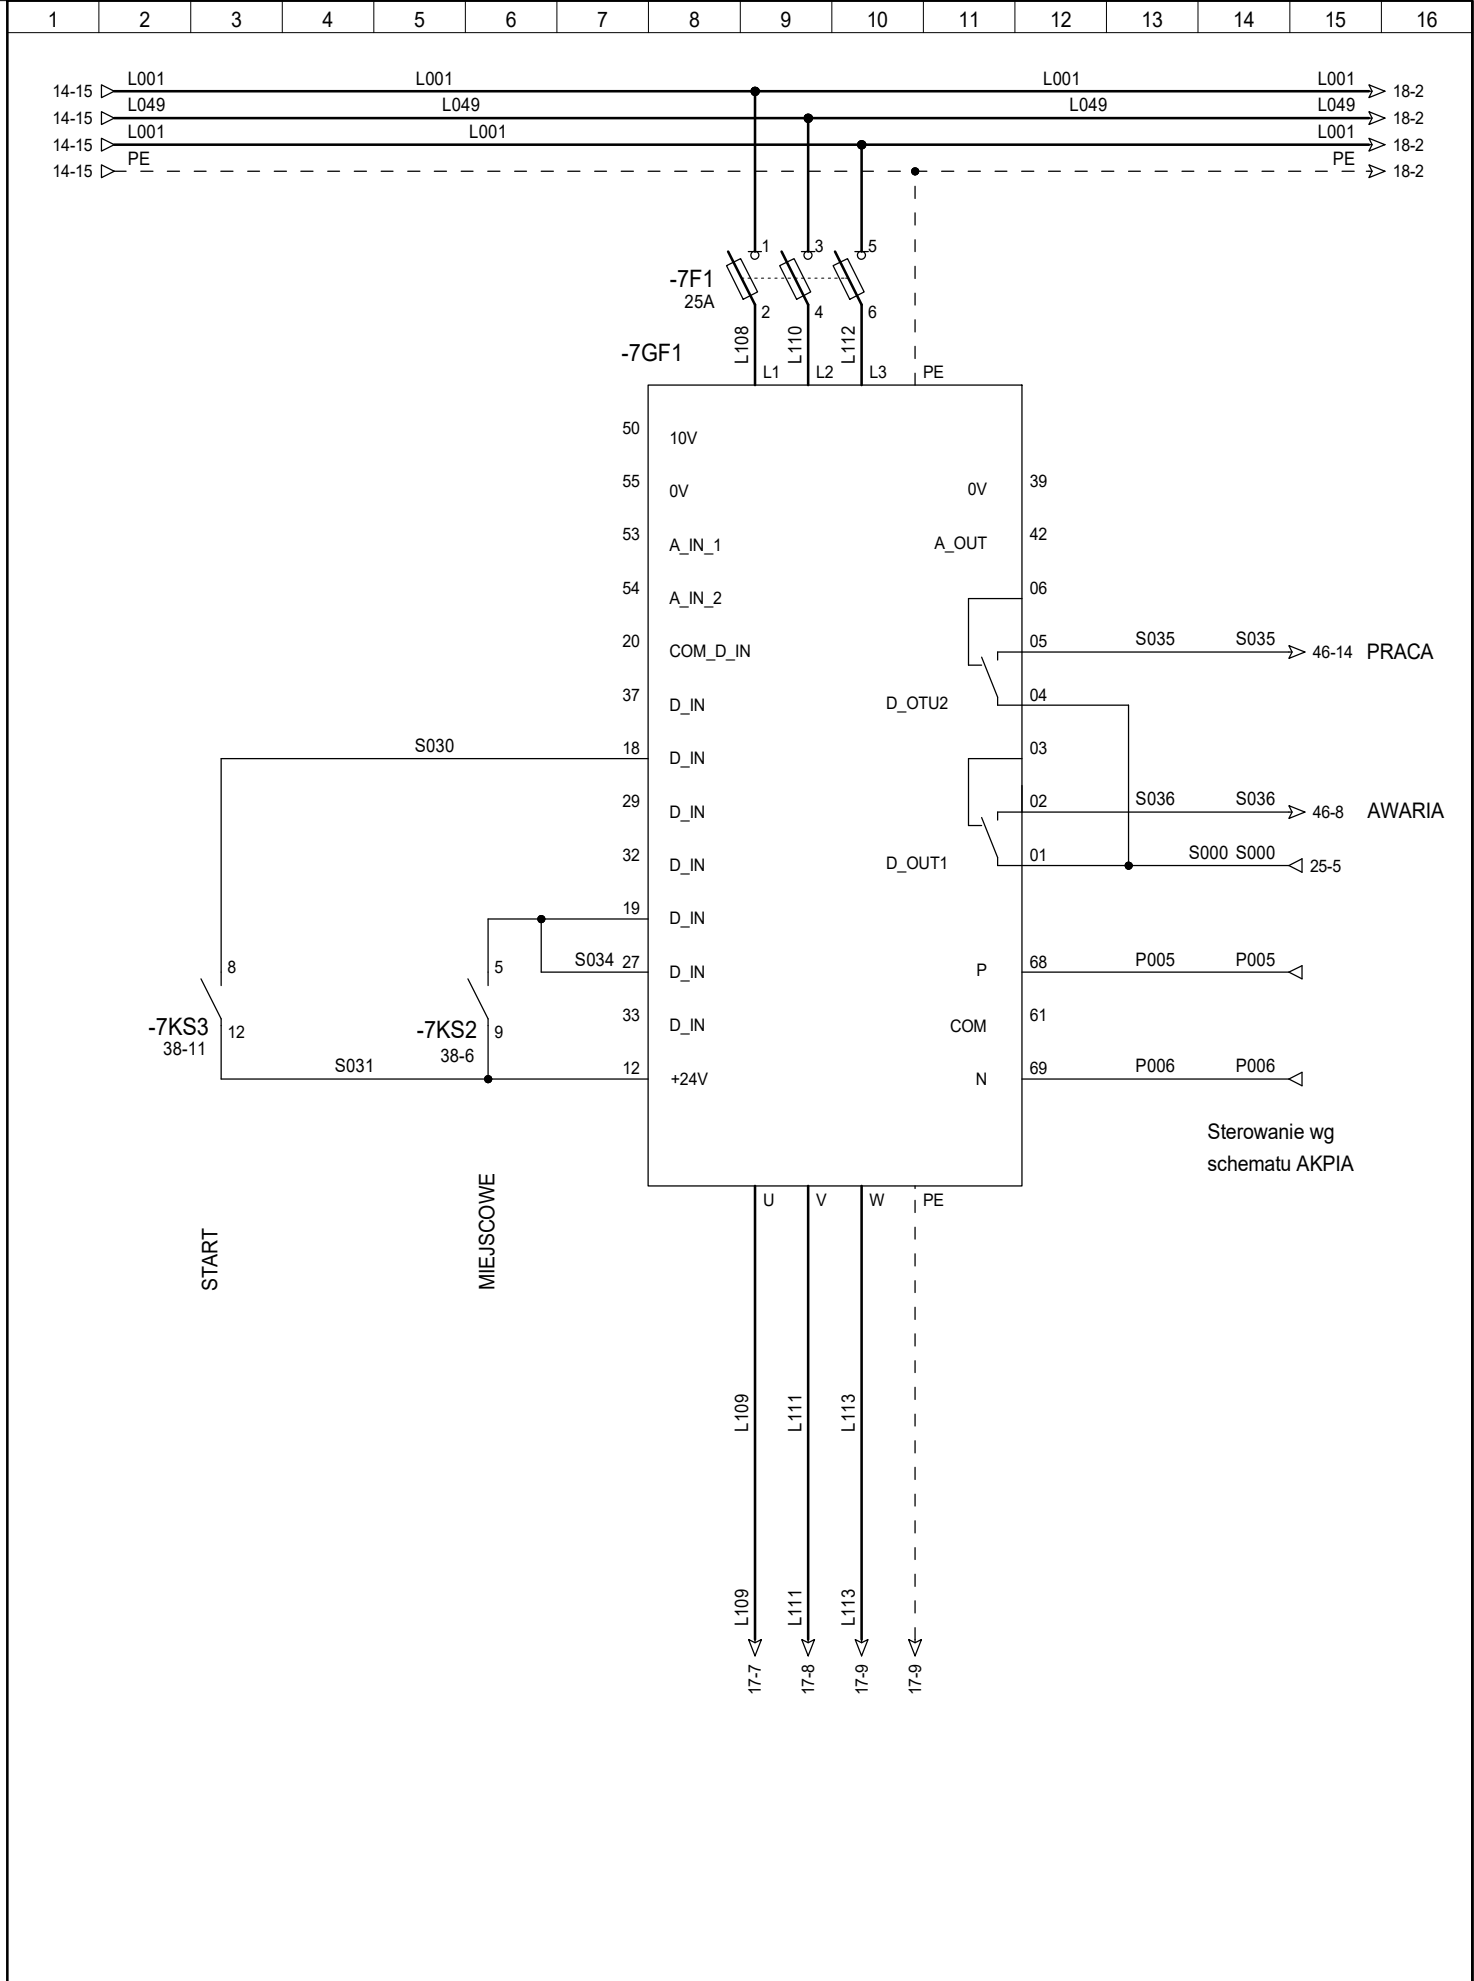 1 2 3 4 5 6 7 8 9 10 11 12 13 14 15 16
14-15 L001 L001 L001 L001 18-2
14-15 L049 L049 L049 L049 18-2
14-15 L001 L001 L001 18-2
14-15 PE PE 18-2
1 3 5
-7F1
25A
2 4 6
L108 L110 L112
-7GF1
L1 L2 L3 PE
50 10V
55 0V 0V 39
53 A_IN_1 A_OUT 42
54 A_IN_2 06
20 COM_D_IN 05 S035 S035 46-14 PRACA
37 D_IN D_OTU2 04
S030 18 D_IN 03
29 D_IN 02 S036 S036 46-8 AWARIA
32 D_IN D_OUT1 01 S000 S000 25-5
19 D_IN
8 5 S034 27 D_IN P 68 P005 P005
-7KS3 12 -7KS2 9 33 D_IN COM 61
38-11 38-6
S031 12 +24V N 69 P006 P006
Sterowanie wg
schematu AKPIA
START MIEJSCOWE
U V W PE
L109 L111 L113
L109 L111 L113
17-7 17-8 17-9 17-9